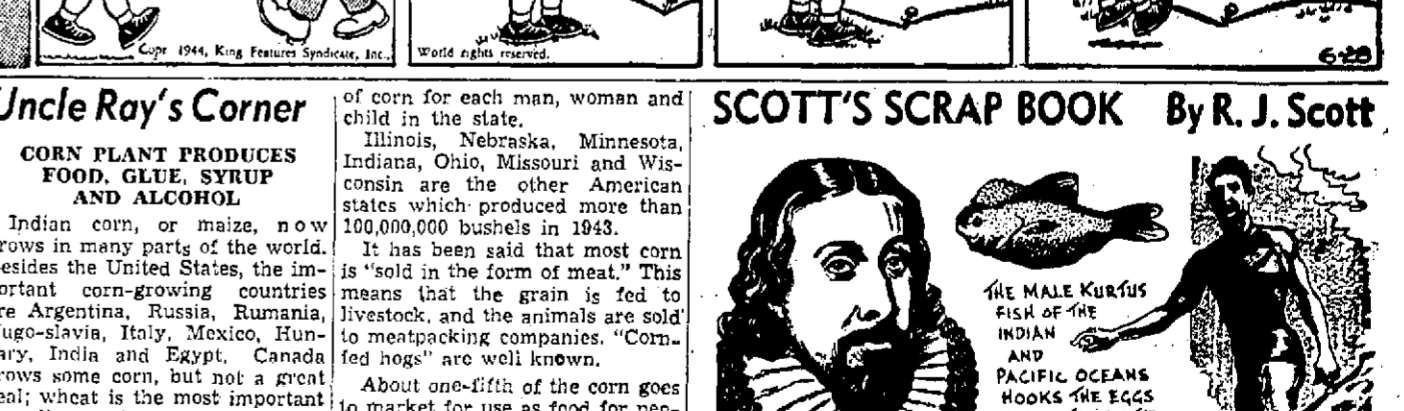 Copr 1944, King Features Syndicate, Inc.,
World rights reserved.
6-28
Uncle Ray's Corner
CORN PLANT PRODUCES
FOOD, GLUE, SYRUP
AND ALCOHOL
Indian corn, or maize, now
rows in many parts of the world.
esides the United States, the im-
ortant corn-growing countries
re Argentina, Russia, Rumania,
ugo-slavia, Italy, Mexico, Hun-
ary, India and Egypt. Canada
rows some corn, but not a great
eal; wheat is the most important
of corn for each man, woman and
child in the state.
Illinois, Nebraska, Minnesota,
Indiana, Ohio, Missouri and Wis-
consin are the other American
states which produced more than
100,000,000 bushels in 1943.
It has been said that most corn
is "sold in the form of meat." This
means that the grain is fed to
livestock, and the animals are sold
to meatpacking companies. "Corn-
fed hogs" are well known.
About one-fifth of the corn goes
to market for use as food for peo-
SCOTT'S SCRAP BOOK By R. J. Scott
THE MALE KURTUS
FISH OF THE
INDIAN
AND
PACIFIC OCEANS
HOOKS THE EGGS